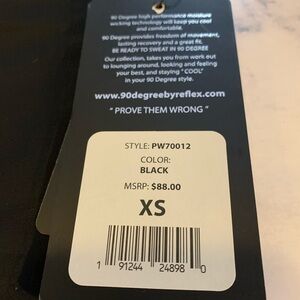 90 Degree high performance moisture
wicking technology will keep you cool
and comfortable.
90 Degree provides freedom of movement,
lasting recovery and a great fit.
BE READY TO SWEAT IN 90 DEGREE
Our collection, takes you from work out
to lounging around, looking and feeling
your best, and staying "COOL"
in your 90 Degree style.
www.90degreebyreflex.com
"PROVE THEM WRONG"
STYLE: PW70012
COLOR:
BLACK
MSRP: $88.00
XS
1 91244 24898 0